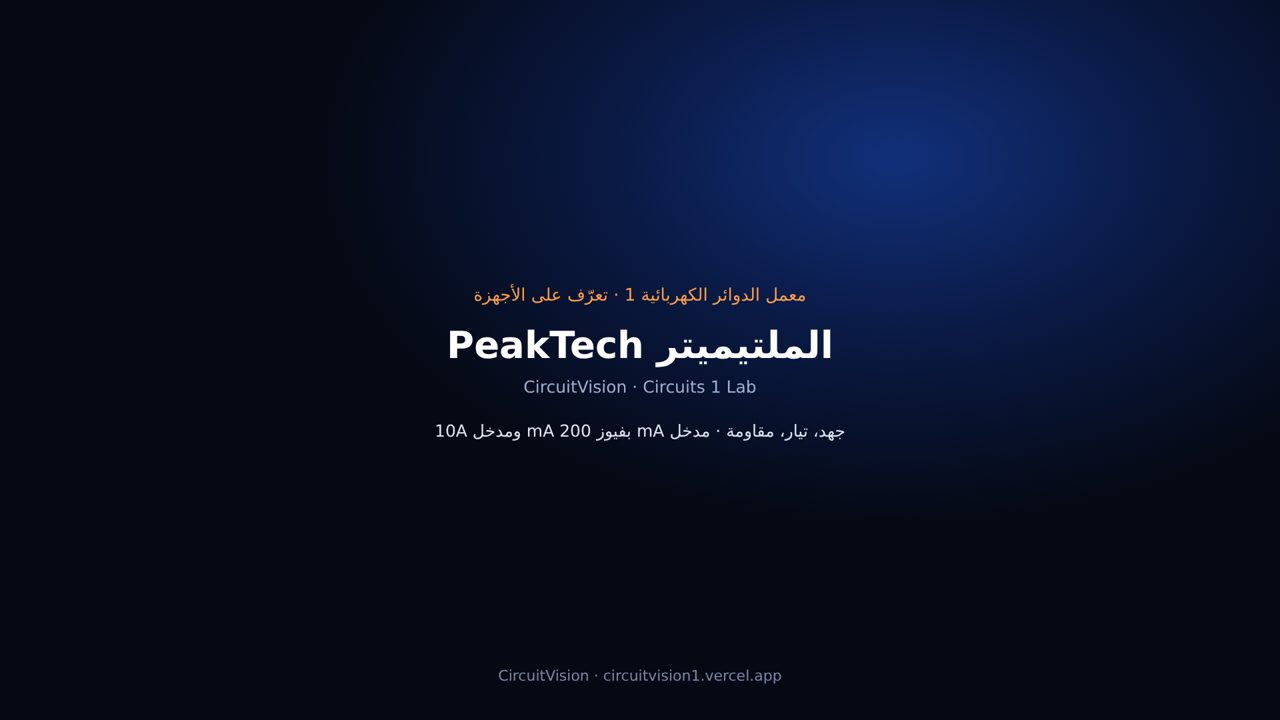 معمل الدوائر الكهربائية 1 · تعرّف على الأجهزة
الملتيميتر PeakTech
CircuitVision · Circuits 1 Lab
جهد، تيار، مقاومة · مدخل mA بفيوز 200 mA ومدخل 10A
CircuitVision · circuitvision1.vercel.app